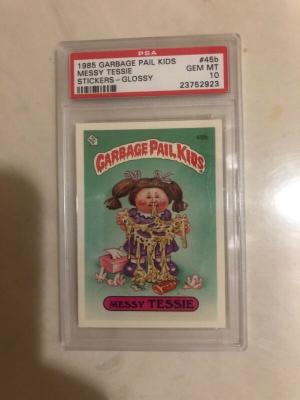 PSA
1985 GARBAGE PAIL KIDS #45b
MESSY TESSIE GEM MT
STICKERS-GLOSSY 10
23752923
45b
GARBAGE PAIL KIDS
MESSY TESSIE